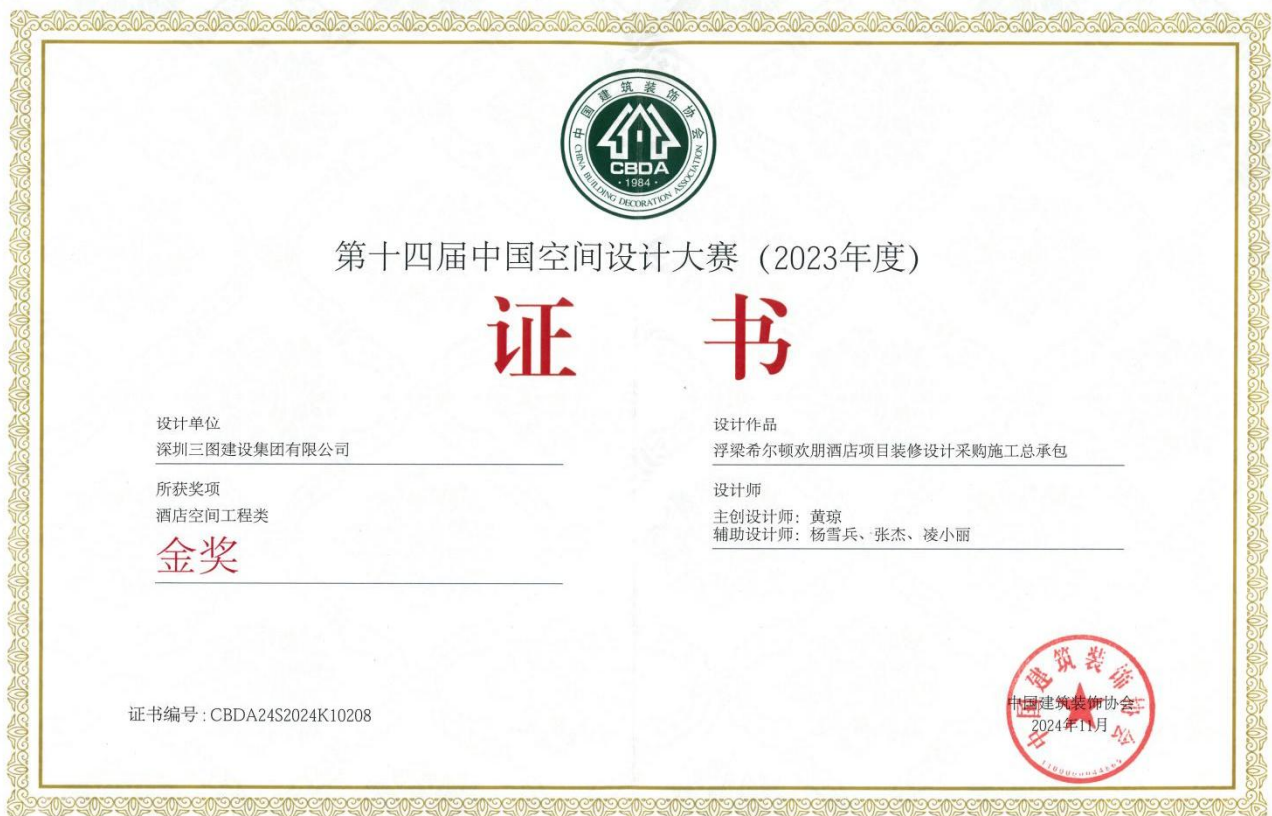 中国建筑装饰协会
CBDA
·1984·
CHINA BUILDING DECORATION ASSOCIATION
第十四届中国空间设计大赛（2023年度）
证 书
设计单位
深圳三图建设集团有限公司
所获奖项
酒店空间工程类
金奖
设计作品
浮梁希尔顿欢朋酒店项目装修设计采购施工总承包
设计师
主创设计师：黄琼
辅助设计师：杨雪兵、张杰、凌小丽
证书编号：CBDA24S2024K10208
中国建筑装饰协会
2024年11月
中国建筑装饰协会